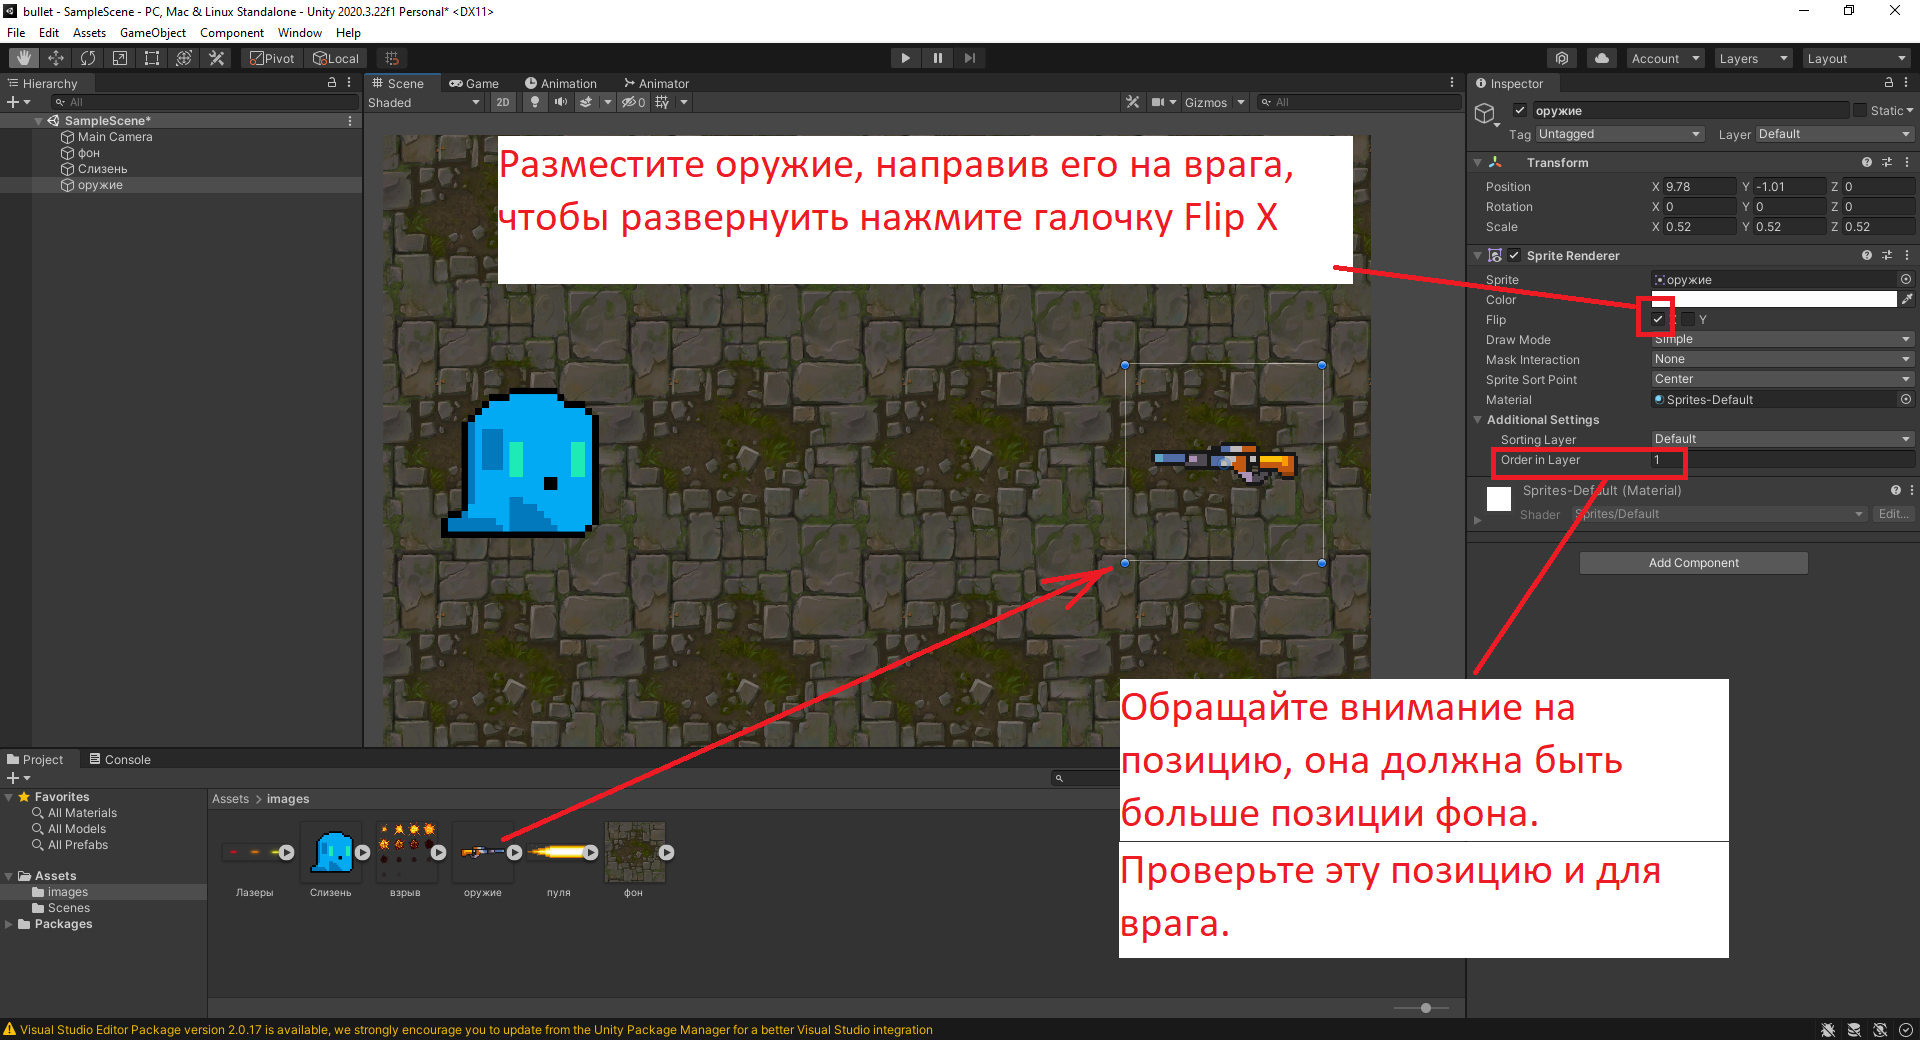 bullet - SampleScene - PC, Mac & Linux Standalone - Unity 2020.3.22f1 Personal* <DX11>
File Edit Assets GameObject Component Window Help
Pivot Local Account Layers Layout
Hierarchy
All
SampleScene*
Main Camera
фон
Слизень
оружие
Scene Game Animation Animator
Shaded 2D 0 Gizmos All
Разместите оружие, направив его на врага,
чтобы развернуить нажмите галочку Flip X
Inspector
оружие Static
Tag Untagged Layer Default
Transform
Position X 9.78 Y -1.01 Z 0
Rotation X 0 Y 0 Z 0
Scale X 0.52 Y 0.52 Z 0.52
Sprite Renderer
Sprite оружие
Color
Flip Y
Draw Mode Simple
Mask Interaction None
Sprite Sort Point Center
Material Sprites-Default
Additional Settings
Sorting Layer Default
Order in Layer 1
Sprites-Default (Material)
Shader Sprites/Default Edit...
Add Component
Обращайте внимание на
позицию, она должна быть
больше позиции фона.
Проверьте эту позицию и для
врага.
Project Console
Favorites
All Materials
All Models
All Prefabs
Assets
images
Scenes
Packages
Assets > images
Лазеры Слизень взрыв оружие пуля фон
Visual Studio Editor Package version 2.0.17 is available, we strongly encourage you to update from the Unity Package Manager for a better Visual Studio integration